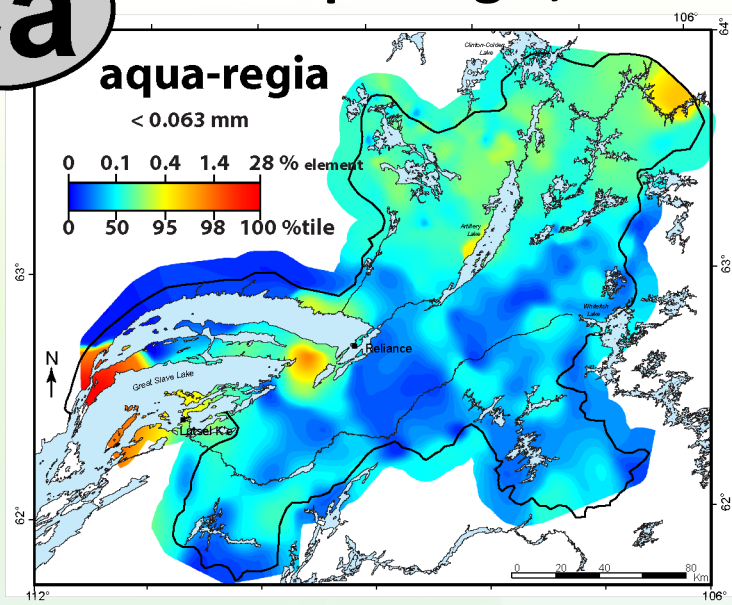 a
106°
64°
Clinton-Colden
Lake
aqua-regia
< 0.063 mm
0 0.1 0.4 1.4 28 % element
0 50 95 98 100 %tile
Artillery
Lake
63°
63°
Whitefish
Lake
N
Reliance
Great Slave Lake
Lutsel K'e
62°
62°
0 20 40 80
Km
112°
106°